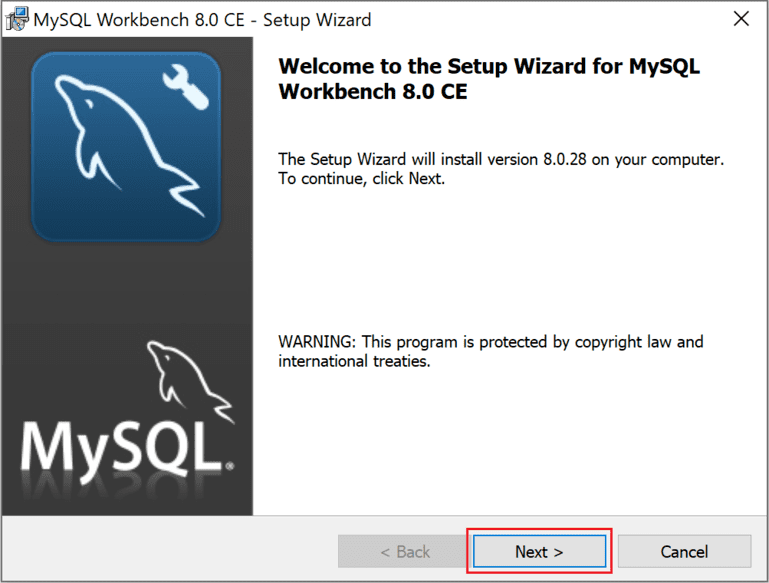 MySQL Workbench 8.0 CE - Setup Wizard
Welcome to the Setup Wizard for MySQL
Workbench 8.0 CE
The Setup Wizard will install version 8.0.28 on your computer.
To continue, click Next.
WARNING: This program is protected by copyright law and
international treaties.
MySQL®
< Back
Next >
Cancel